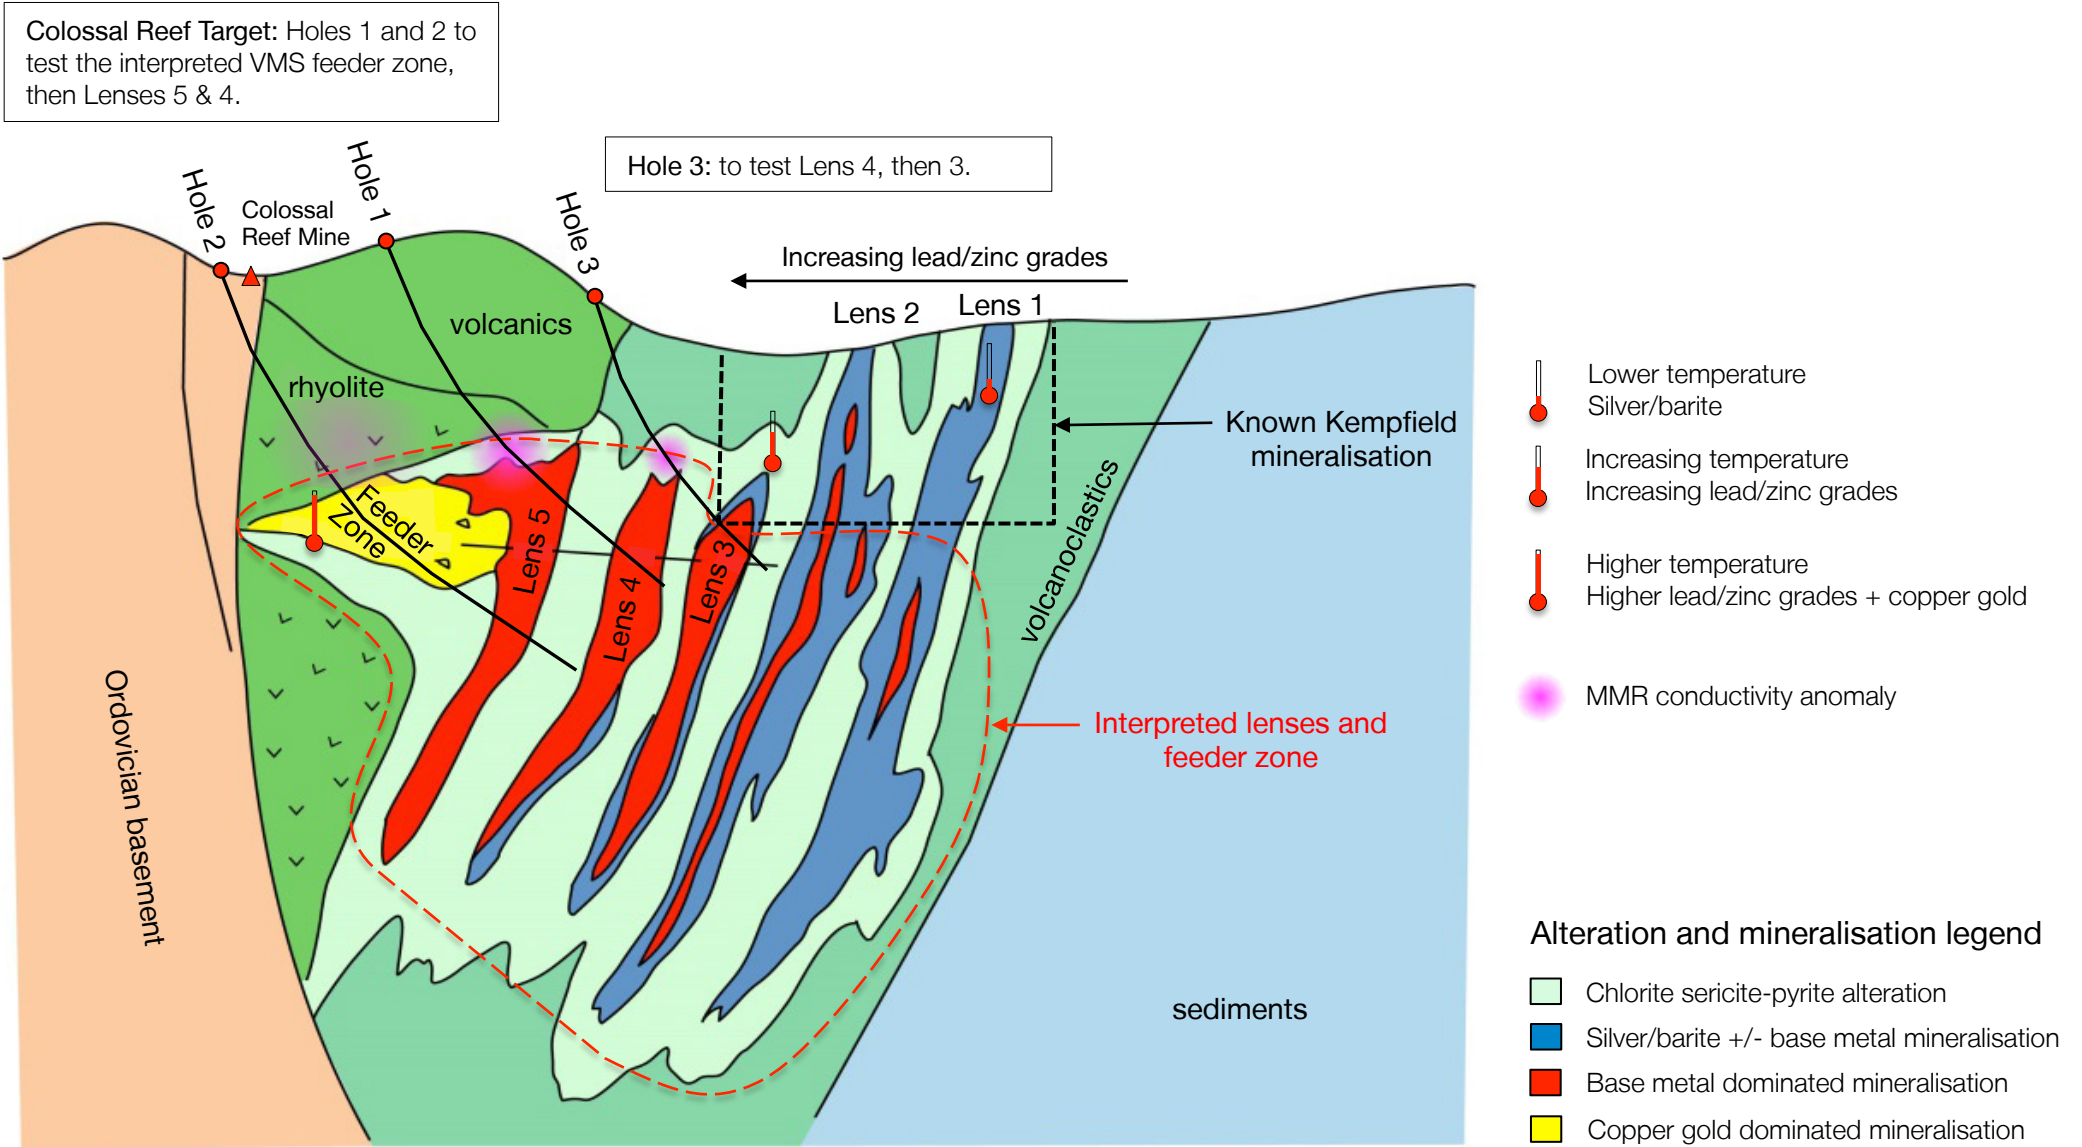 Colossal Reef Target: Holes 1 and 2 to
test the interpreted VMS feeder zone,
then Lenses 5 & 4.
Hole 3: to test Lens 4, then 3.
Hole 2
Colossal
Reef Mine
Hole 1
Hole 3
Increasing lead/zinc grades
Lens 2
Lens 1
volcanics
rhyolite
Known Kempfield
mineralisation
Feeder
Zone
Lens 5
Lens 4
Lens 3
volcanoclastics
Ordovician basement
Interpreted lenses and
feeder zone
sediments
Lower temperature
Silver/barite
Increasing temperature
Increasing lead/zinc grades
Higher temperature
Higher lead/zinc grades + copper gold
MMR conductivity anomaly
Alteration and mineralisation legend
Chlorite sericite-pyrite alteration
Silver/barite +/- base metal mineralisation
Base metal dominated mineralisation
Copper gold dominated mineralisation